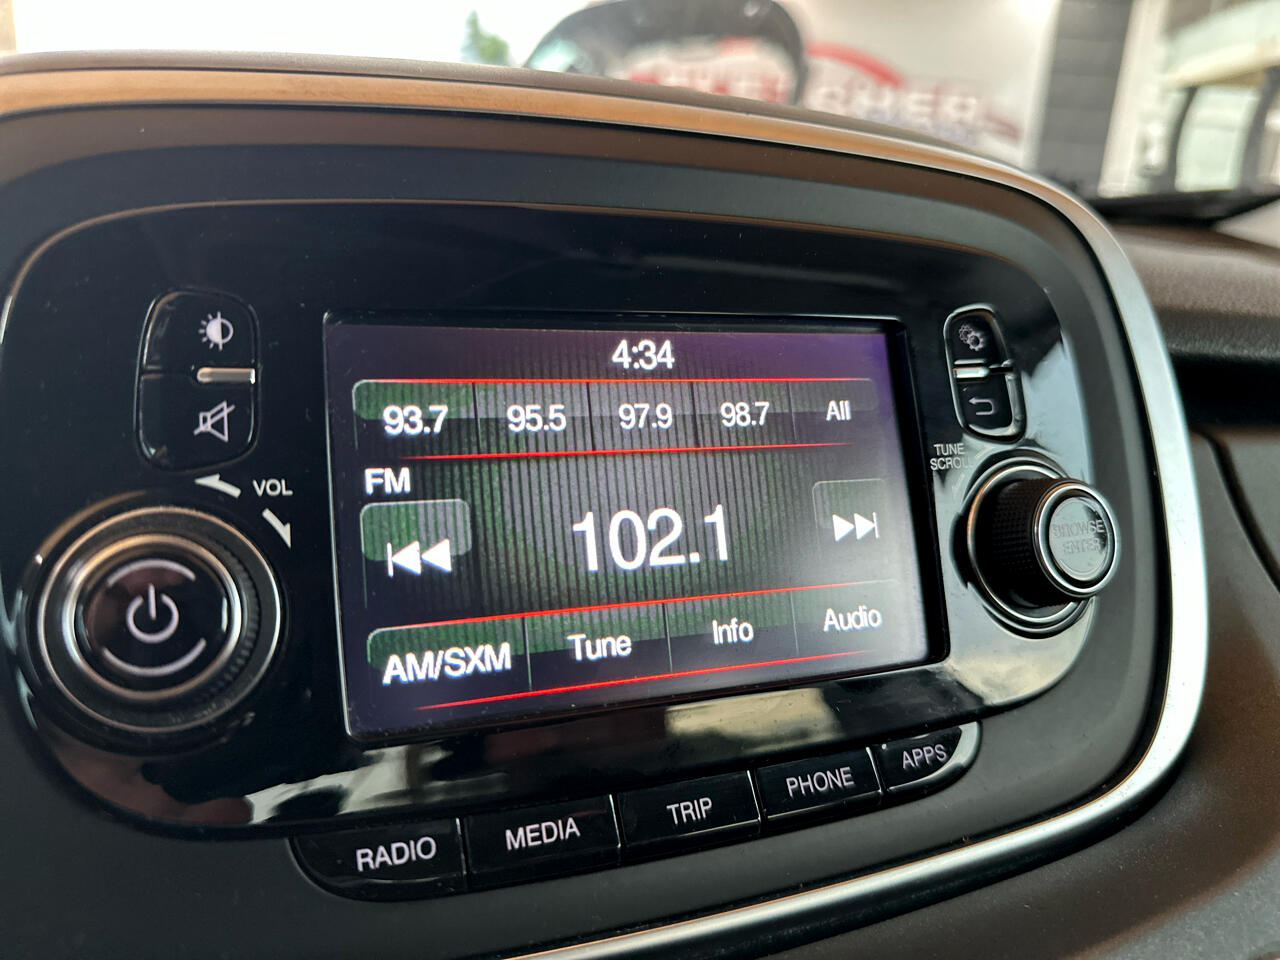 4:34
93.7 95.5 97.9 98.7 All
FM
102.1
AM/SXM Tune Info Audio
VOL
TUNE
SCROLL
BROWSE
ENTER
RADIO MEDIA TRIP PHONE APPS